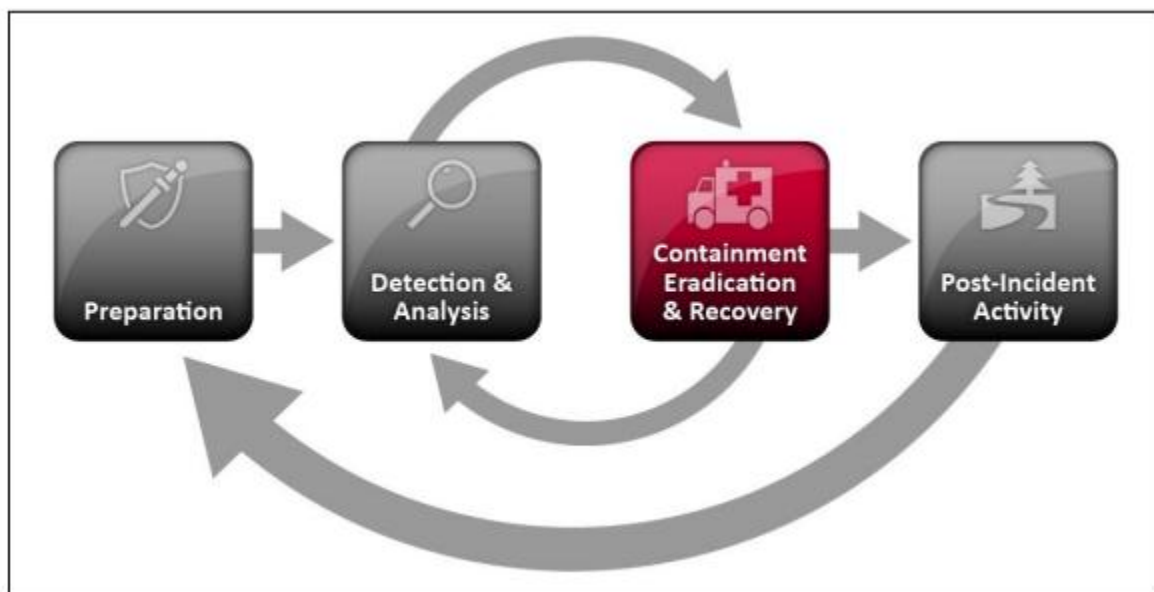 Preparation
Detection &
Analysis
Containment
Eradication
& Recovery
Post-Incident
Activity